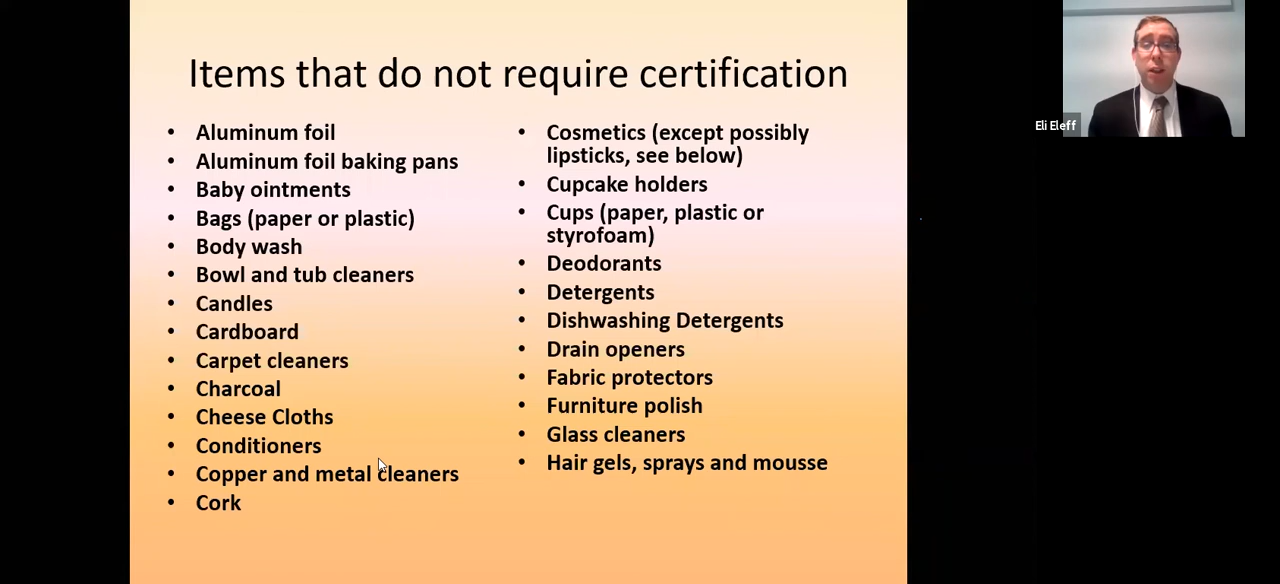 Items that do not require certification
• Aluminum foil
• Aluminum foil baking pans
• Baby ointments
• Bags (paper or plastic)
• Body wash
• Bowl and tub cleaners
• Candles
• Cardboard
• Carpet cleaners
• Charcoal
• Cheese Cloths
• Conditioners
• Copper and metal cleaners
• Cork
• Cosmetics (except possibly
lipsticks, see below)
• Cupcake holders
• Cups (paper, plastic or
styrofoam)
• Deodorants
• Detergents
• Dishwashing Detergents
• Drain openers
• Fabric protectors
• Furniture polish
• Glass cleaners
• Hair gels, sprays and mousse
Eli Eleff